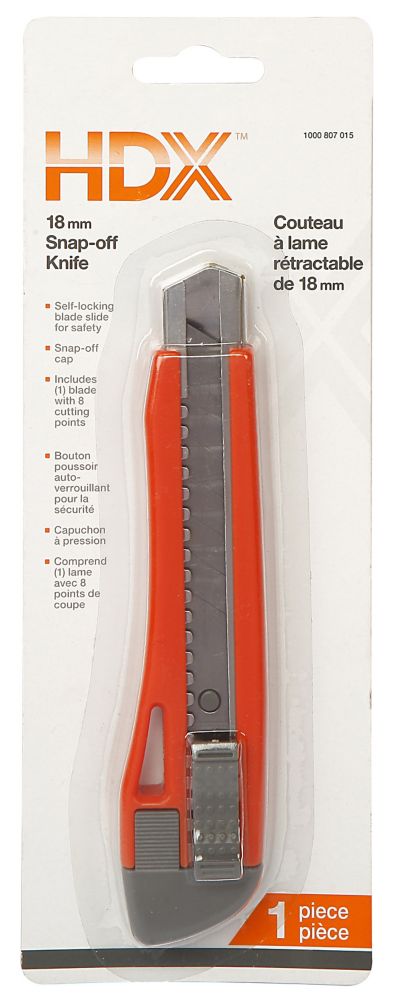 HDX™
1000 807 015
18 mm
Snap-off
Knife
Couteau
à lame
rétractable
de 18 mm
▪ Self-locking
blade slide
for safety
▪ Snap-off
cap
▪ Includes
(1) blade
with 8
cutting
points
▪ Bouton
poussoir
auto-
verrouillant
pour la
sécurité
▪ Capuchon
à pression
▪ Comprend
(1) lame
avec 8
points de
coupe
1 piece
pièce